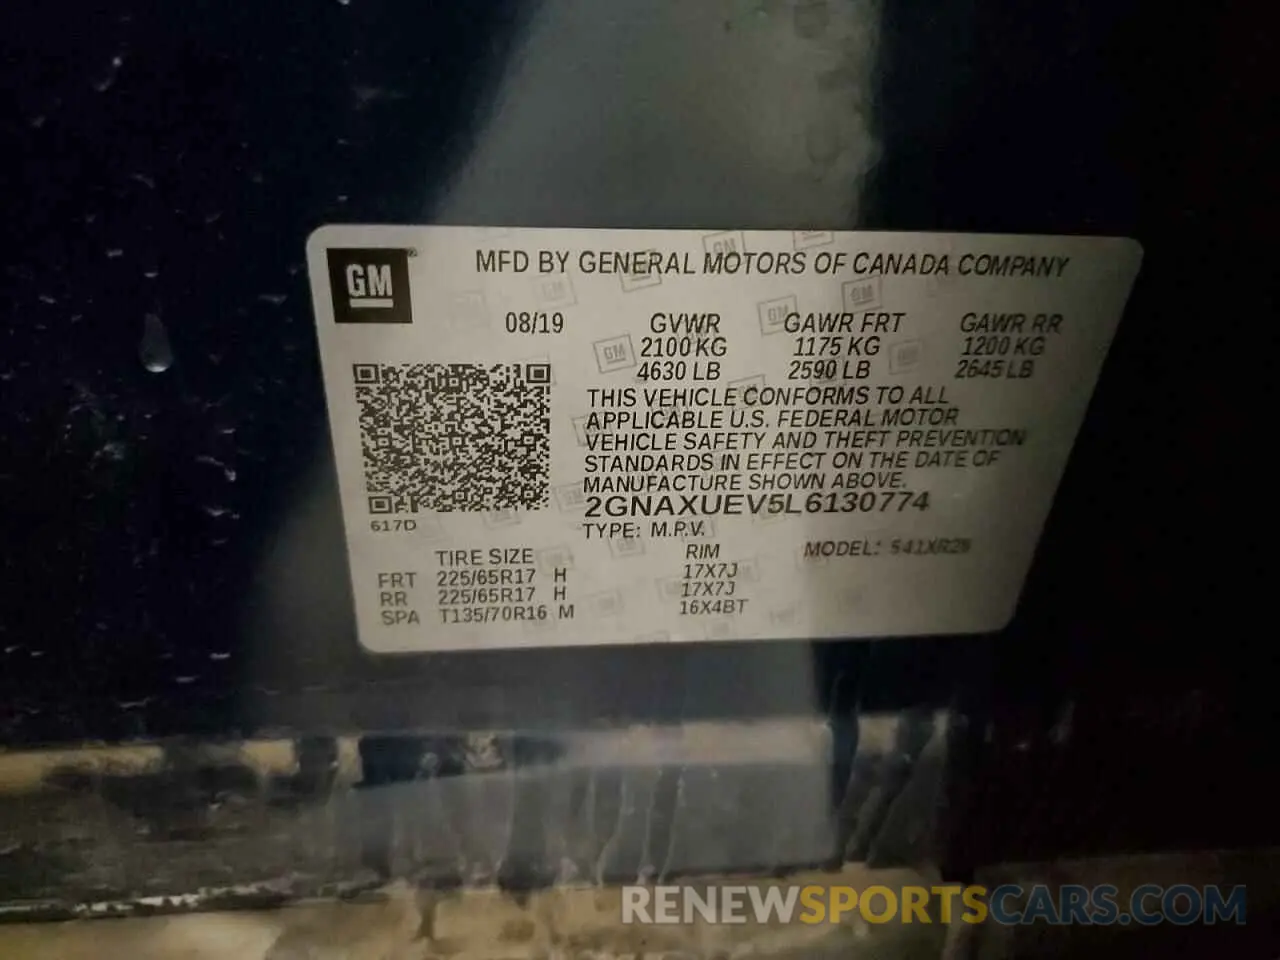 GM
MFD BY GENERAL MOTORS OF CANADA COMPANY
08/19 GVWR GAWR FRT GAWR RR
2100 KG 1175 KG 1200 KG
4630 LB 2590 LB 2645 LB
THIS VEHICLE CONFORMS TO ALL
APPLICABLE U.S. FEDERAL MOTOR
VEHICLE SAFETY AND THEFT PREVENTION
STANDARDS IN EFFECT ON THE DATE OF
MANUFACTURE SHOWN ABOVE.
2GNAXUEV5L6130774
617D
TYPE: M.P.V.
TIRE SIZE RIM MODEL:
FRT 225/65R17 H 17X7J
RR 225/65R17 H 17X7J
SPA T135/70R16 M 16X4BT
RENEWSPORTSCARS.COM